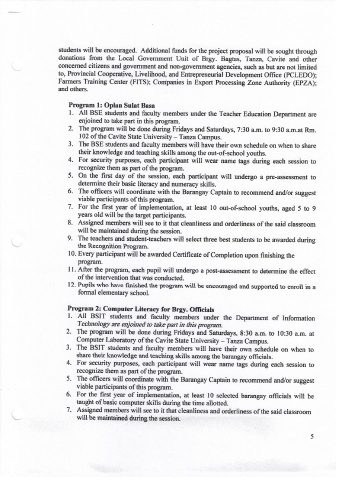 students will be encouraged. Additional funds for the project proposal will be sought through
donations from the Local Government Unit of Brgy. Bagtas, Tanza, Cavite and other
concerned citizens and government and non-government agencies, such as but are not limited
to, Provincial Cooperative, Livelihood, and Entrepreneurial Development Office (PCLEDO);
Farmers Training Center (FITS); Companies in Export Processing Zone Authority (EPZA);
and others.
Program 1: Oplan Sulat Basa
1. All BSE students and faculty members under the Teacher Education Department are
enjoined to take part in this program.
2. The program will be done during Fridays and Saturdays, 7:30 a.m. to 9:30 a.m.at Rm.
102 of the Cavite State University – Tanza Campus.
3. The BSE students and faculty members will have their own schedule on when to share
their knowledge and teaching skills among the out-of-school youths.
4. For security purposes, each participant will wear name tags during each session to
recognize them as part of the program.
5. On the first day of the session, each participant will undergo a pre-assessment to
determine their basic literacy and numeracy skills.
6. The officers will coordinate with the Barangay Captain to recommend and/or suggest
viable participants of this program.
7. For the first year of implementation, at least 10 out-of-school youths, aged 5 to 9
years old will be the target participants.
8. Assigned members will see to it that cleanliness and orderliness of the said classroom
will be maintained during the session.
9. The teachers and student-teachers will select three best students to be awarded during
the Recognition Program.
10. Every participant will be awarded Certificate of Completion upon finishing the
program.
11. After the program, each pupil will undergo a post-assessment to determine the effect
of the intervention that was conducted.
12. Pupils who have finished the program will be encouraged and supported to enroll in a
formal elementary school.
Program 2: Computer Literacy for Brgy. Officials
1. All BSIT students and faculty members under the Department of Information
Technology are enjoined to take part in this program.
2. The program will be done during Fridays and Saturdays, 8:30 a.m. to 10:30 a.m. at
Computer Laboratory of the Cavite State University – Tanza Campus.
3. The BSIT students and faculty members will have their own schedule on when to
share their knowledge and teaching skills among the barangay officials.
4. For security purposes, each participant will wear name tags during each session to
recognize them as part of the program.
5. The officers will coordinate with the Barangay Captain to recommend and/or suggest
viable participants of this program.
6. For the first year of implementation, at least 10 selected barangay officials will be
taught of basic computer skills during the time allotted.
7. Assigned members will see to it that cleanliness and orderliness of the said classroom
will be maintained during the session.
5